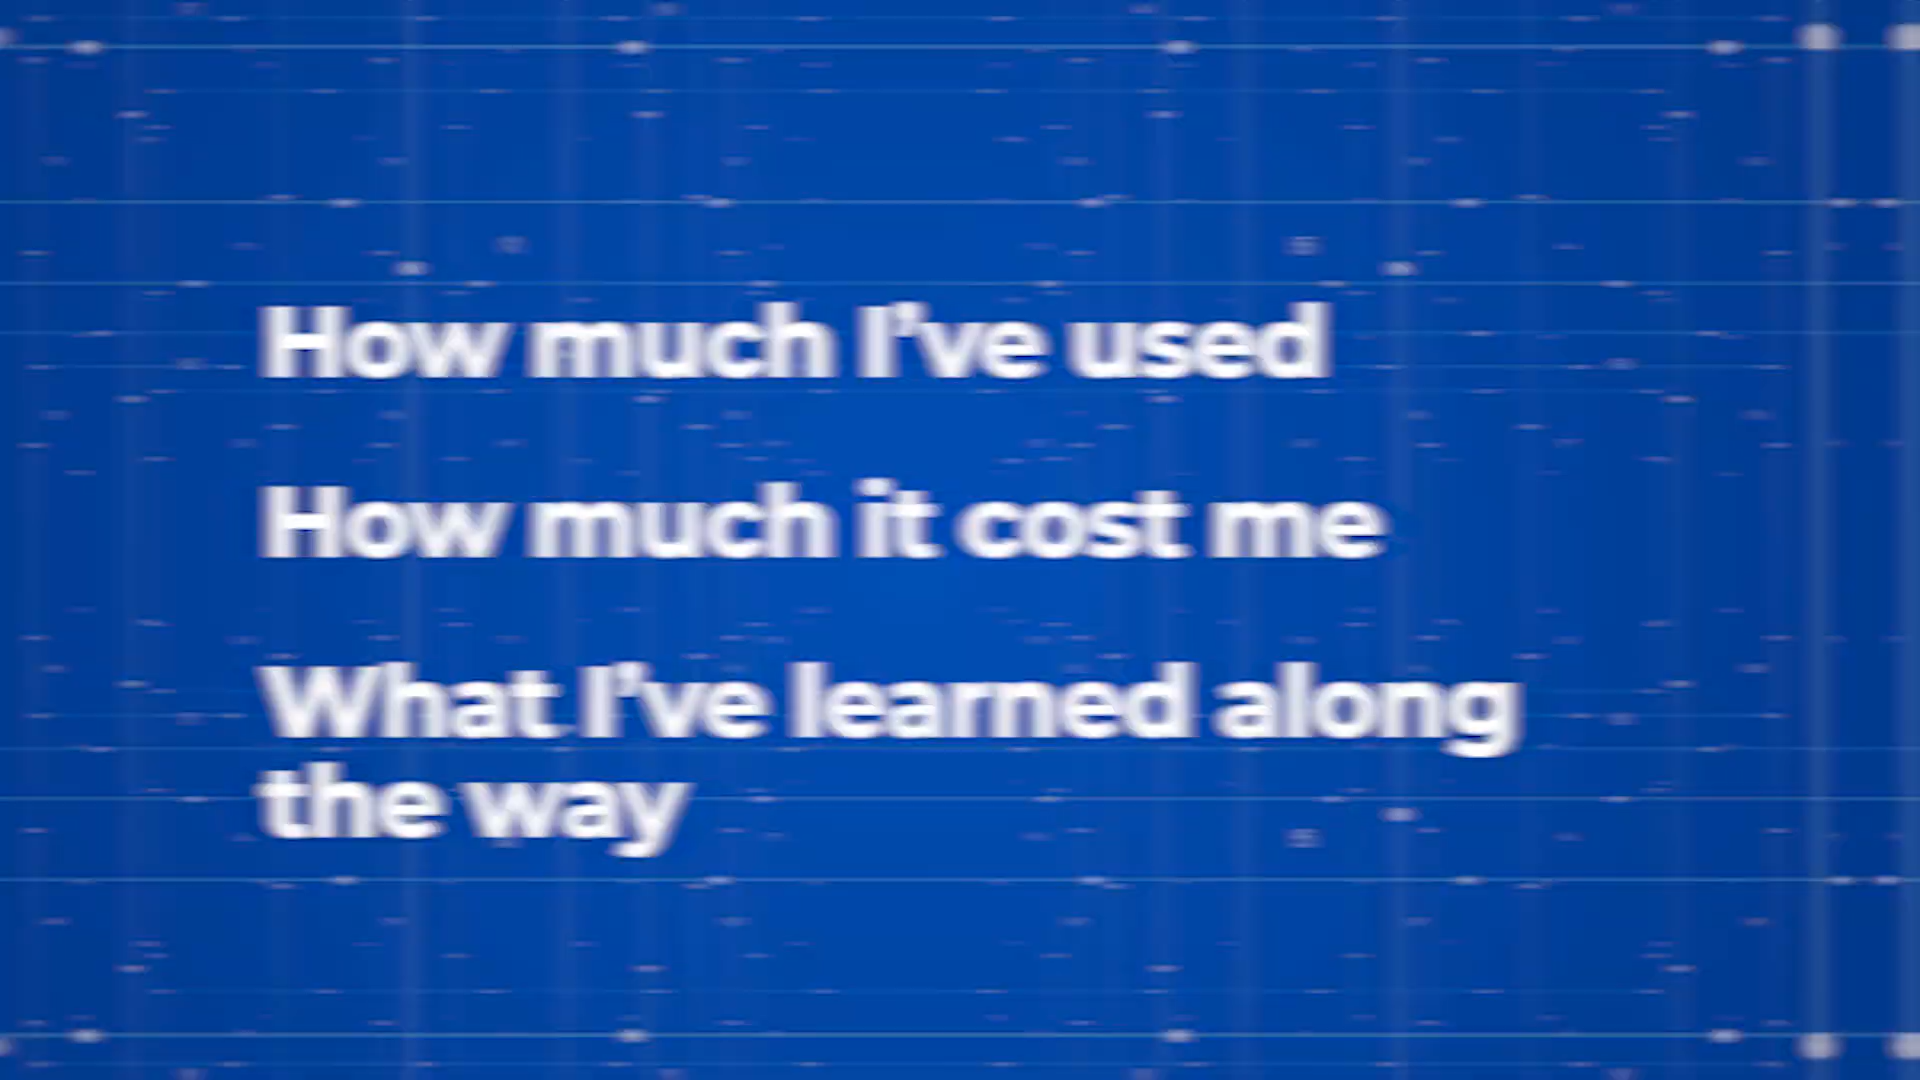 How much I've used
How much it cost me
What I've learned along
the way